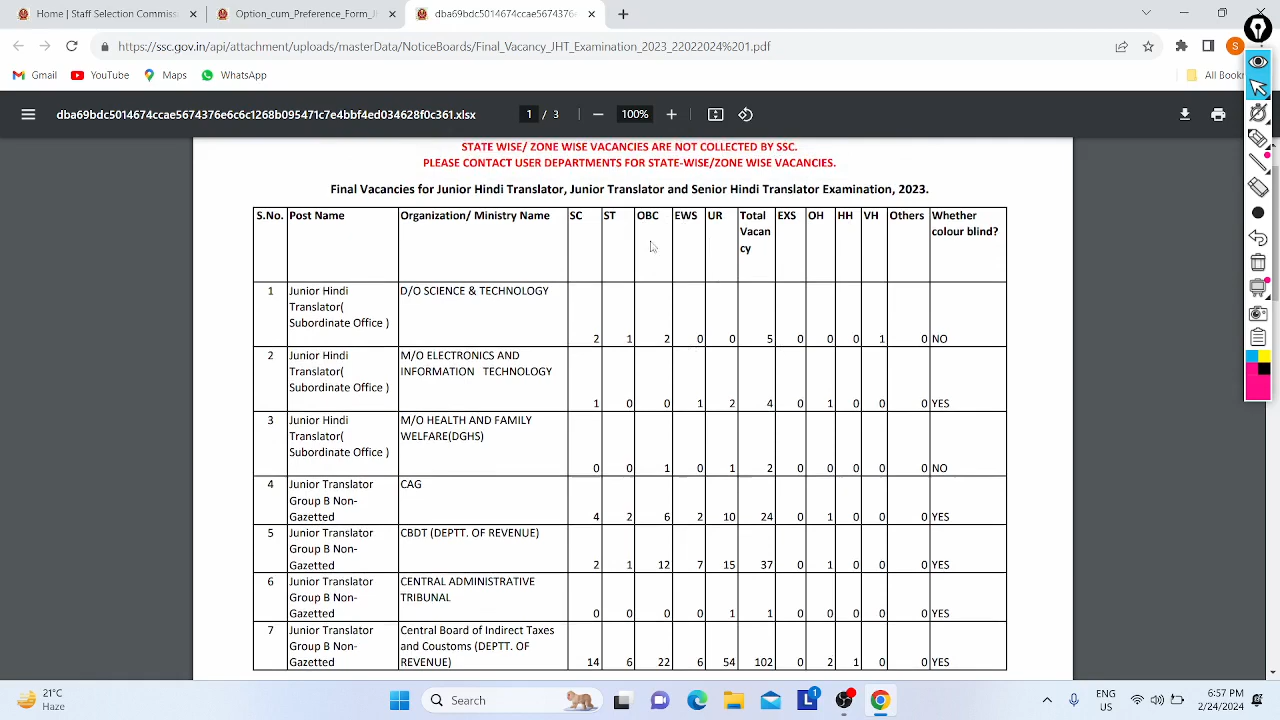 Home | Staff Selection Commissi
Option_cum_Preference_Form_J
dba69bdc5014674ccae5674376
https://ssc.gov.in/api/attachment/uploads/masterData/NoticeBoards/Final_Vacancy_JHT_Examination_2023_22022024%201.pdf
S
Gmail YouTube Maps WhatsApp All Bookr
dba69bdc5014674ccae5674376e6c6c1268b095471c7e4bbf4ed034628f0c361.xlsx 1 / 3 100%
STATE WISE/ ZONE WISE VACANCIES ARE NOT COLLECTED BY SSC.
PLEASE CONTACT USER DEPARTMENTS FOR STATE-WISE/ZONE WISE VACANCIES.
Final Vacancies for Junior Hindi Translator, Junior Translator and Senior Hindi Translator Examination, 2023.
S.No. Post Name Organization/ Ministry Name SC ST OBC EWS UR Total EXS OH HH VH Others Whether
Vacan colour blind?
cy
1 Junior Hindi D/O SCIENCE & TECHNOLOGY
Translator(
Subordinate Office ) 2 1 2 0 0 5 0 0 0 1 0 NO
2 Junior Hindi M/O ELECTRONICS AND
Translator( INFORMATION TECHNOLOGY
Subordinate Office ) 1 0 0 1 2 4 0 1 0 0 0 YES
3 Junior Hindi M/O HEALTH AND FAMILY
Translator( WELFARE(DGHS)
Subordinate Office ) 0 0 1 0 1 2 0 0 0 0 0 NO
4 Junior Translator CAG
Group B Non-
Gazetted 4 2 6 2 10 24 0 1 0 0 0 YES
5 Junior Translator CBDT (DEPTT. OF REVENUE)
Group B Non-
Gazetted 2 1 12 7 15 37 0 1 0 0 0 YES
6 Junior Translator CENTRAL ADMINISTRATIVE
Group B Non- TRIBUNAL
Gazetted 0 0 0 0 1 1 0 0 0 0 0 YES
7 Junior Translator Central Board of Indirect Taxes
Group B Non- and Coustoms (DEPTT. OF
Gazetted REVENUE) 14 6 22 6 54 102 0 2 1 0 0 YES
21°C
Haze
Search
1
ENG
IN
6:57 PM
2/24/2024